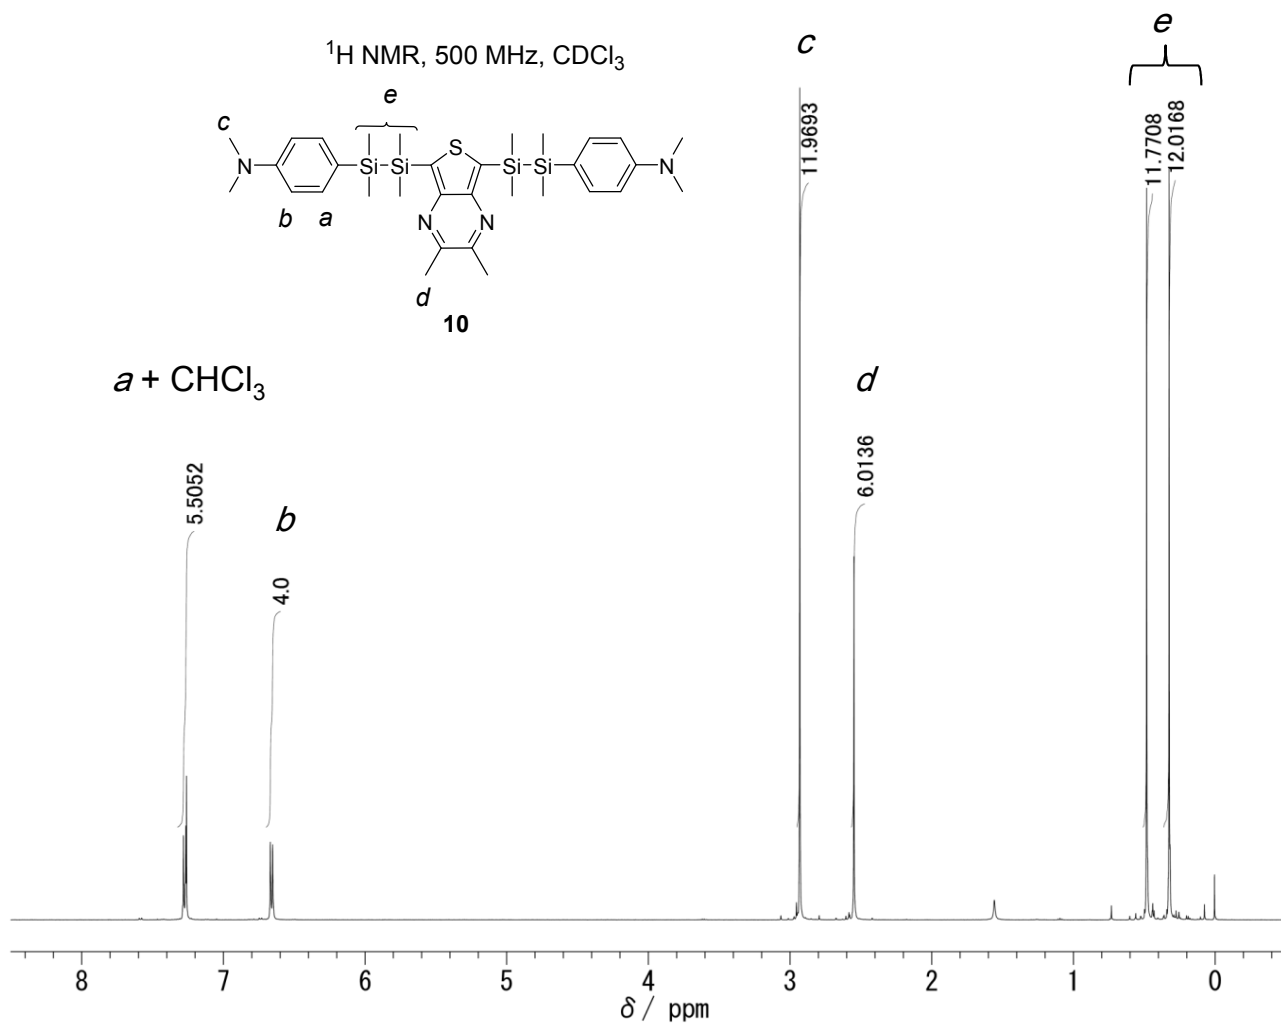 ¹H NMR, 500 MHz, CDCl₃
c
e
11.9693
11.7708
12.0168
e
c
N
Si
Si
S
Si
Si
N
b
a
N
N
d
10
a + CHCl₃
d
5.5052
6.0136
b
4.0
8 7 6 5 4 3 2 1 0
δ / ppm